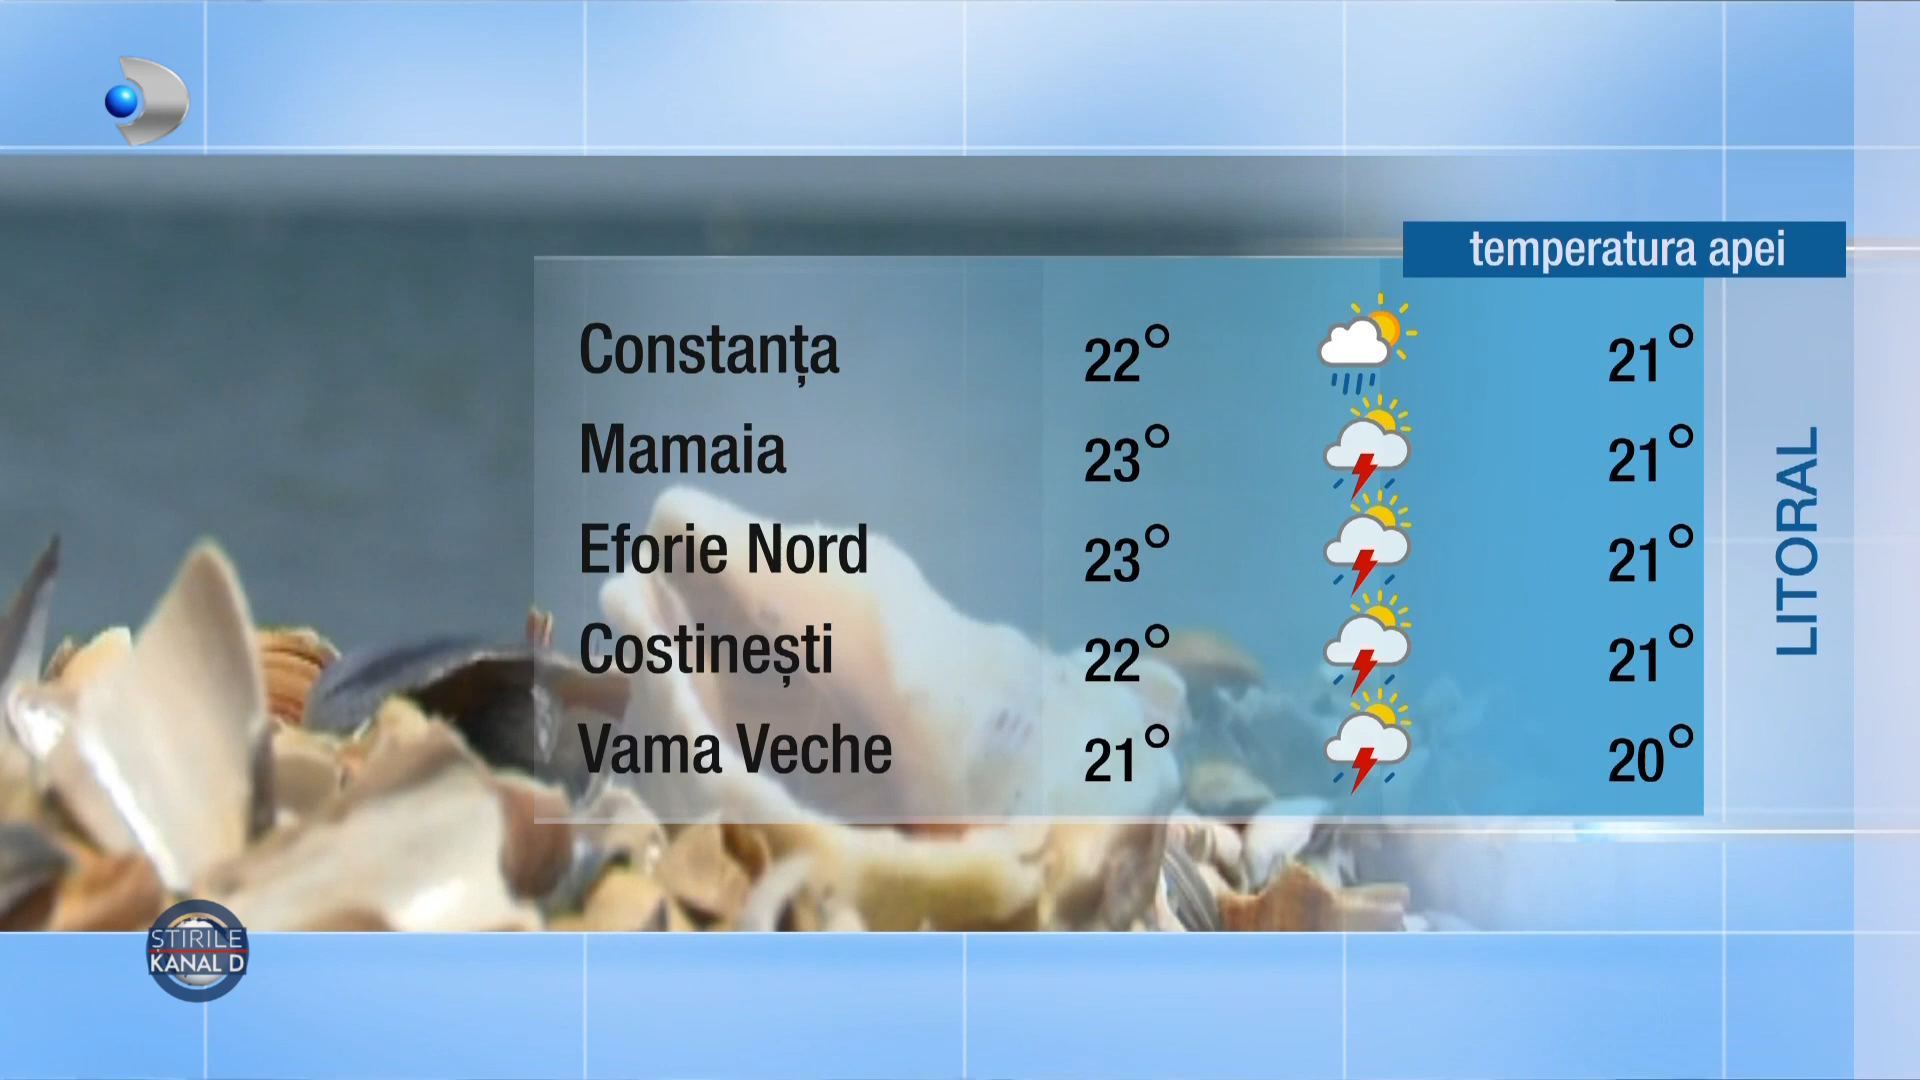 temperatura apei
Constanța 22° 21°
Mamaia 23° 21°
Eforie Nord 23° 21°
Costinești 22° 21°
Vama Veche 21° 20°
LITORAL
ȘTIRILE
KANAL D